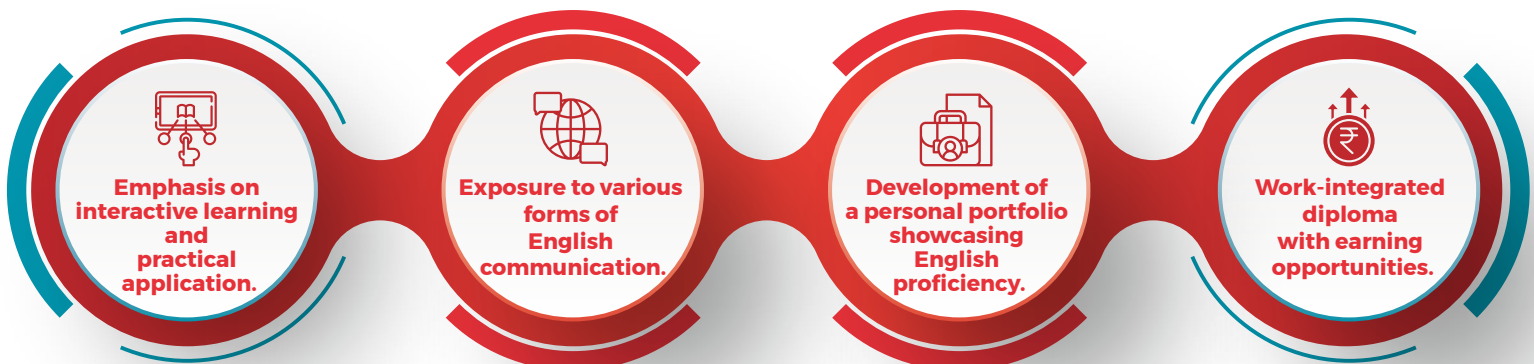 Emphasis on
interactive learning
and
practical
application.
Exposure to various
forms of
English
communication.
Development of
a personal portfolio
showcasing
English
proficiency.
₹
Work-integrated
diploma
with earning
opportunities.